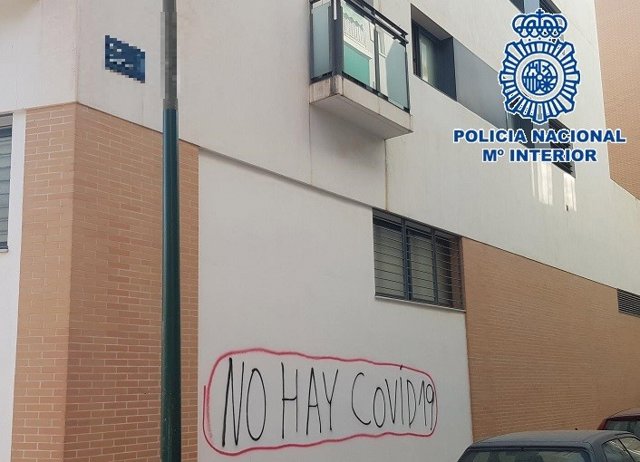 POLICIA NACIONAL
Mº INTERIOR
NO HAY COVID19